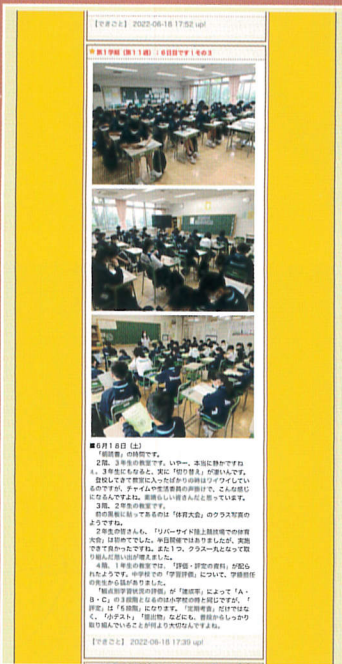 【できごと】 2022-06-18 17:52 up!
第1学期（第11週）：6日目です！その3
■6月18日（土）
「朝読書」の時間です。
2階、3年生の教室です。いやー、本当に静かですね
ぇ。3年生にもなると、実に「切り替え」が凄いんです。
登校してきて教室に入ったばかりの時はワイワイしてい
るのですが、チャイムや生活委員の声掛けで、こんな感じ
になるんですよね。素晴らしい皆さんだと思っています。
3階、2年生の教室です。
前の黒板に貼ってあるのは「体育大会」のクラス写真の
ようですね。
2年生の皆さんも、「リバーサイド陸上競技場での体育
大会」は初めてでした。半日開催ではありましたが、実施
できて良かったですね。また1つ、クラス一丸となって取
り組んだ思い出が増えました。
4階、1年生の教室では、「評価・評定の資料」が配ら
れたようです。中学校での「学習評価」について、学級担任
の先生から話がありました。
「観点別学習状況の評価」が「達成率」によって「A・
B・C」の3段階となるのは小学校の時と同じですが、「
評定」は「5段階」になります。「定期考査」だけではな
く、「小テスト」「提出物」などにも、普段からしっかり
取り組んでいることが何より大切なんですよね。
【できごと】 2022-06-18 17:39 up!